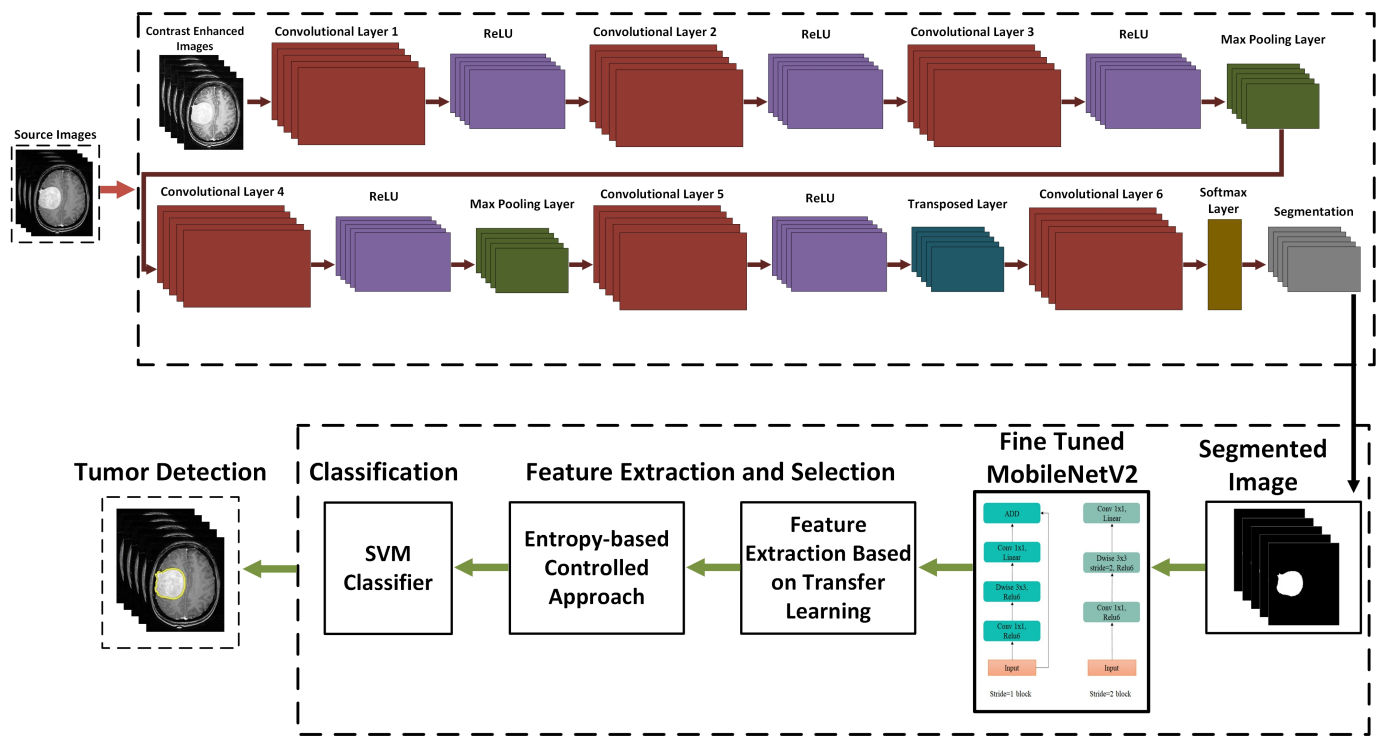 Source Images
Contrast Enhanced
Images
Convolutional Layer 1
ReLU
Convolutional Layer 2
ReLU
Convolutional Layer 3
ReLU
Max Pooling Layer
Convolutional Layer 4
ReLU
Max Pooling Layer
Convolutional Layer 5
ReLU
Transposed Layer
Convolutional Layer 6
Softmax
Layer
Segmentation
Tumor Detection
Classification
SVM
Classifier
Feature Extraction and Selection
Entropy-based
Controlled
Approach
Feature
Extraction Based
on Transfer
Learning
Fine Tuned
MobileNetV2
ADD
Conv 1x1,
Linear
Dwise 3x3,
Relu6
Conv 1x1,
Relu6
Input
Stride=1 block
Conv 1x1,
Linear
Dwise 3x3
stride=2, Relu6
Conv 1x1,
Relu6
Input
Stride=2 block
Segmented
Image